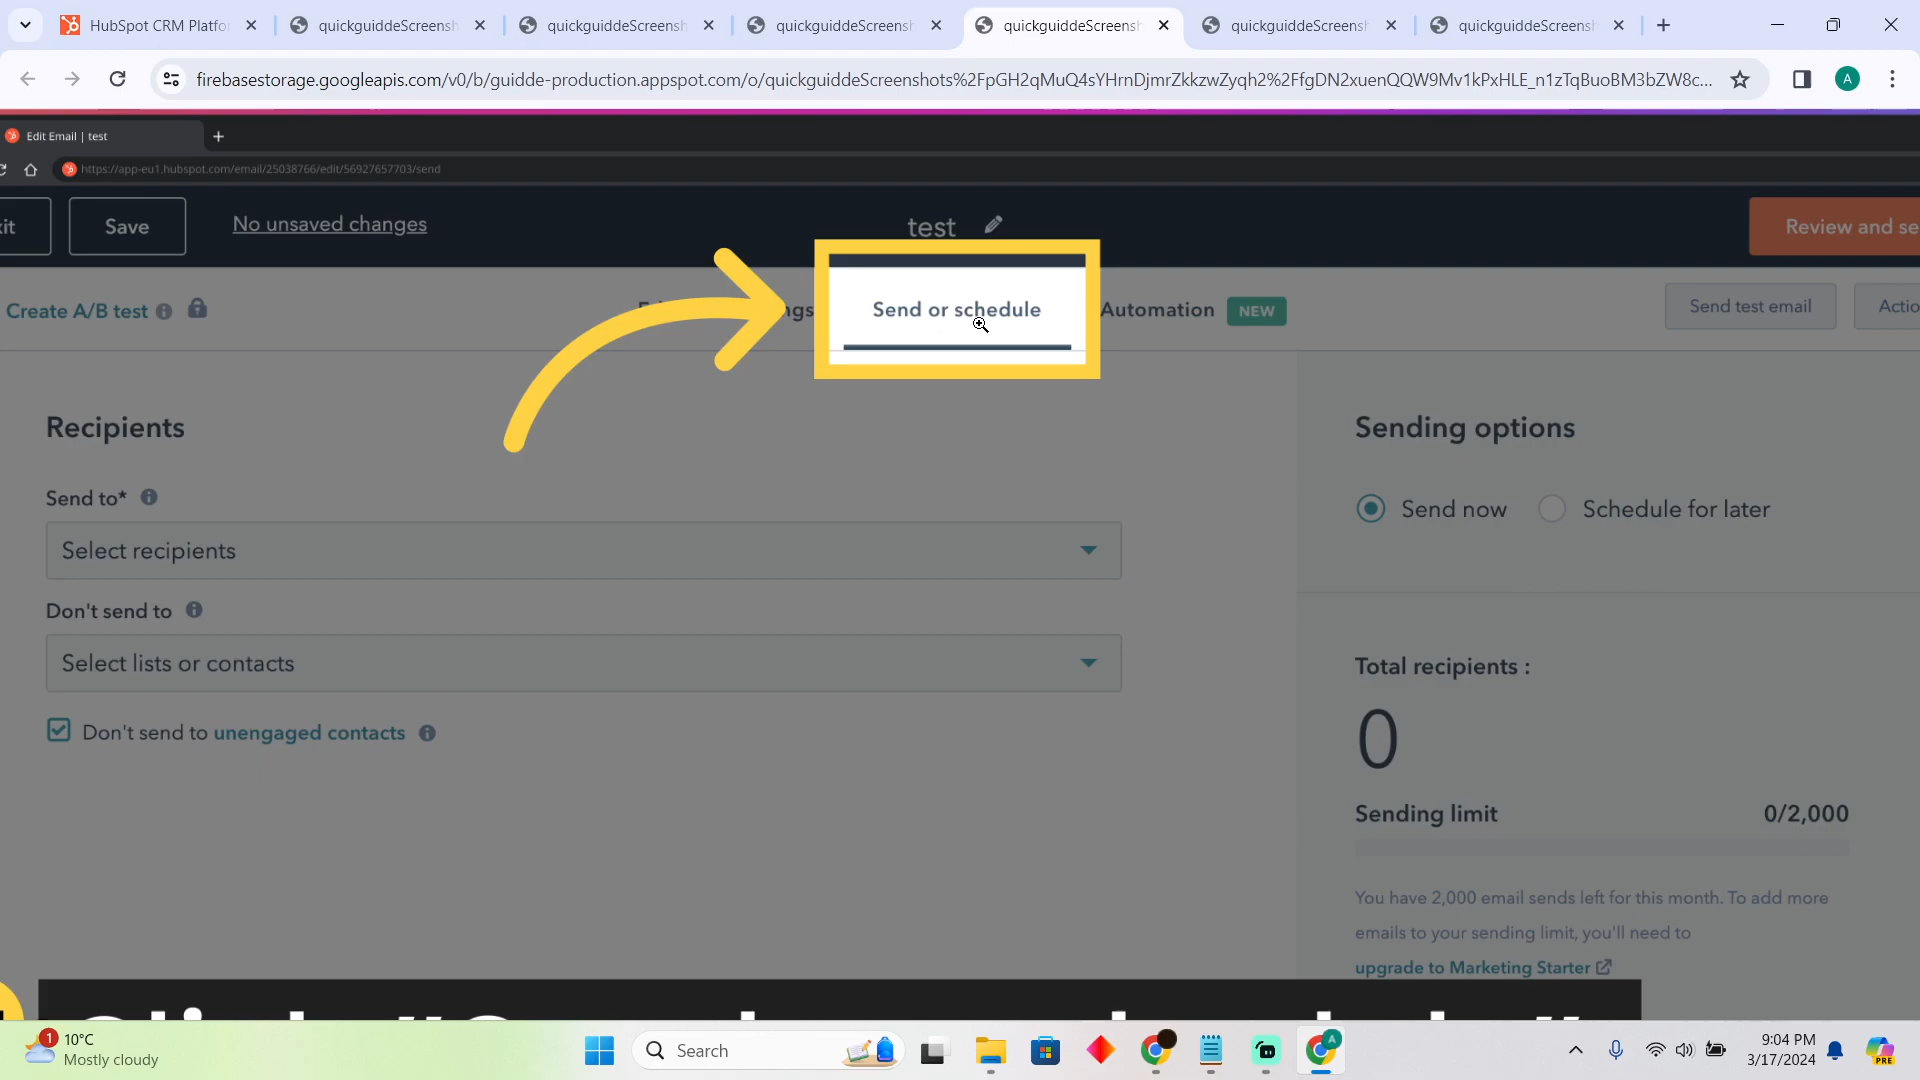 HubSpot CRM Platfo
quickguiddeScreensh
quickguiddeScreensh
quickguiddeScreensh
quickguiddeScreensh
quickguiddeScreensh
quickguiddeScreensh
firebasestorage.googleapis.com/v0/b/guidde-production.appspot.com/o/quickguiddeScreenshots%2FpGH2qMuQ4sYHrnDjmrZkkzwZyqh2%2FfgDN2xuenQQW9Mv1kPxHLE_n1zTqBuoBM3bZW8c...
A
Edit Email | test
https://app-eu1.hubspot.com/email/25038766/edit/56927657703/send
it
Save
No unsaved changes
test
Review and se
Create A/B test
ngs
Send or schedule
Automation
NEW
Send test email
Actio
Recipients
Sending options
Send to*
Select recipients
Send now
Schedule for later
Don't send to
Select lists or contacts
Don't send to unengaged contacts
Total recipients :
0
Sending limit
0/2,000
You have 2,000 email sends left for this month. To add more
emails to your sending limit, you'll need to
upgrade to Marketing Starter
1
10°C
Mostly cloudy
Search
A
9:04 PM
3/17/2024
PRE